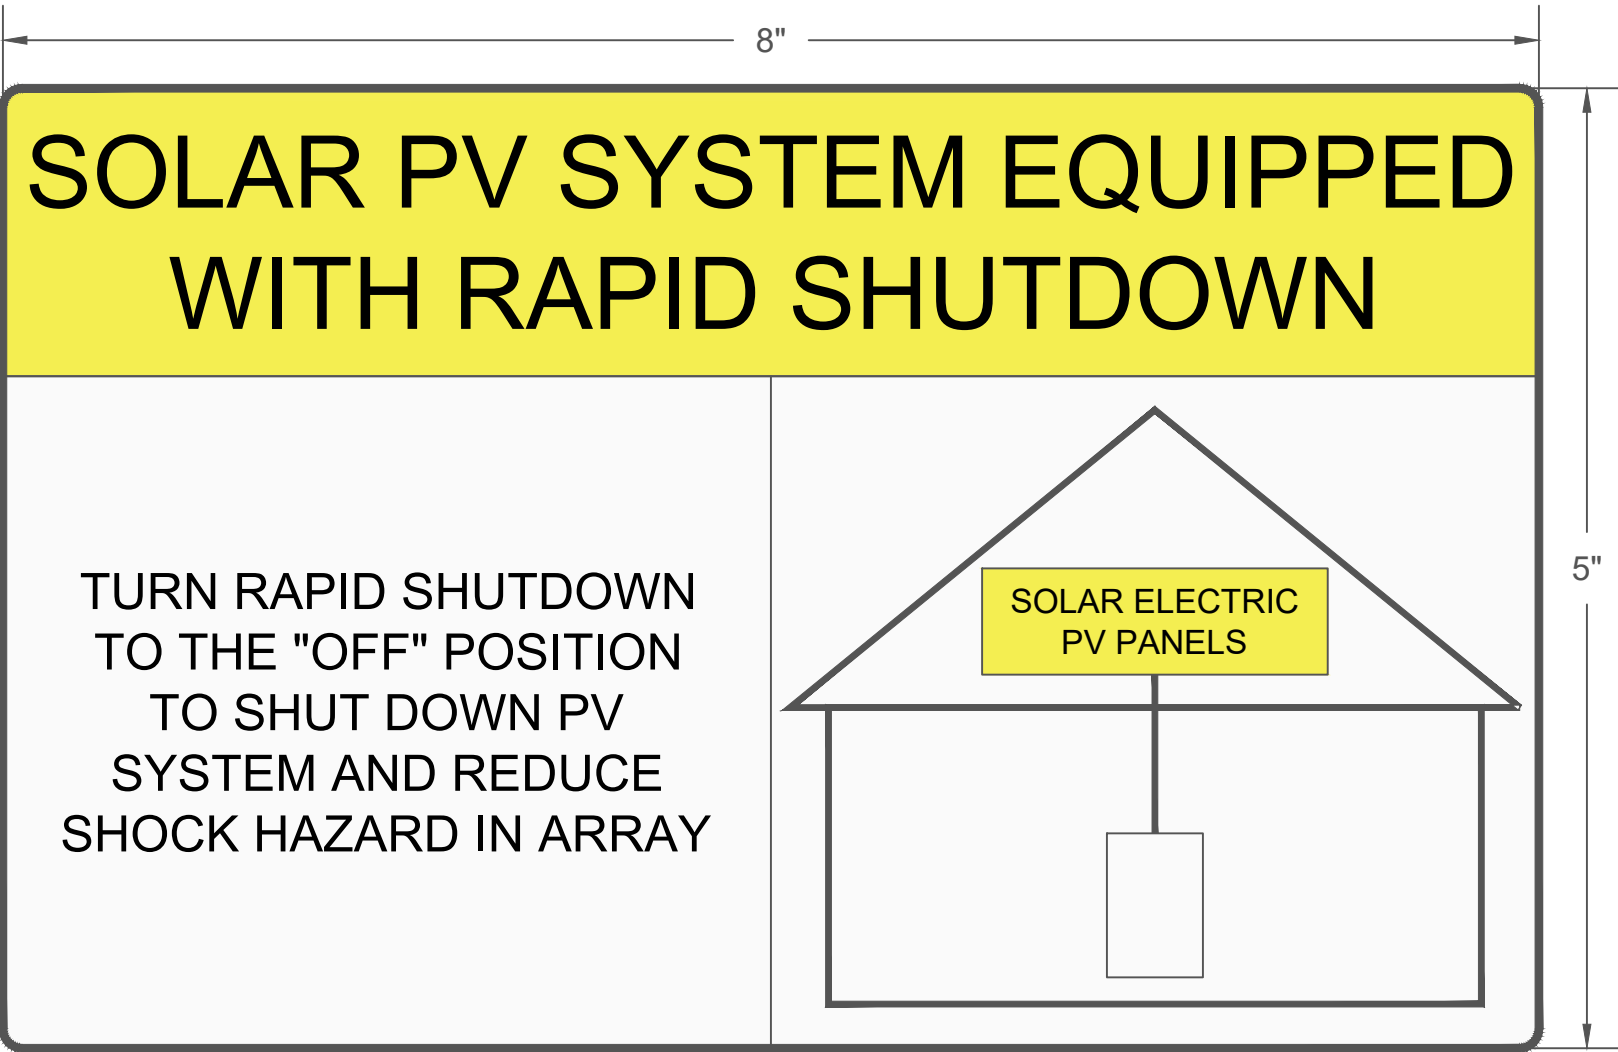 8"
SOLAR PV SYSTEM EQUIPPED
WITH RAPID SHUTDOWN
TURN RAPID SHUTDOWN
TO THE "OFF" POSITION
TO SHUT DOWN PV
SYSTEM AND REDUCE
SHOCK HAZARD IN ARRAY
SOLAR ELECTRIC
PV PANELS
5"